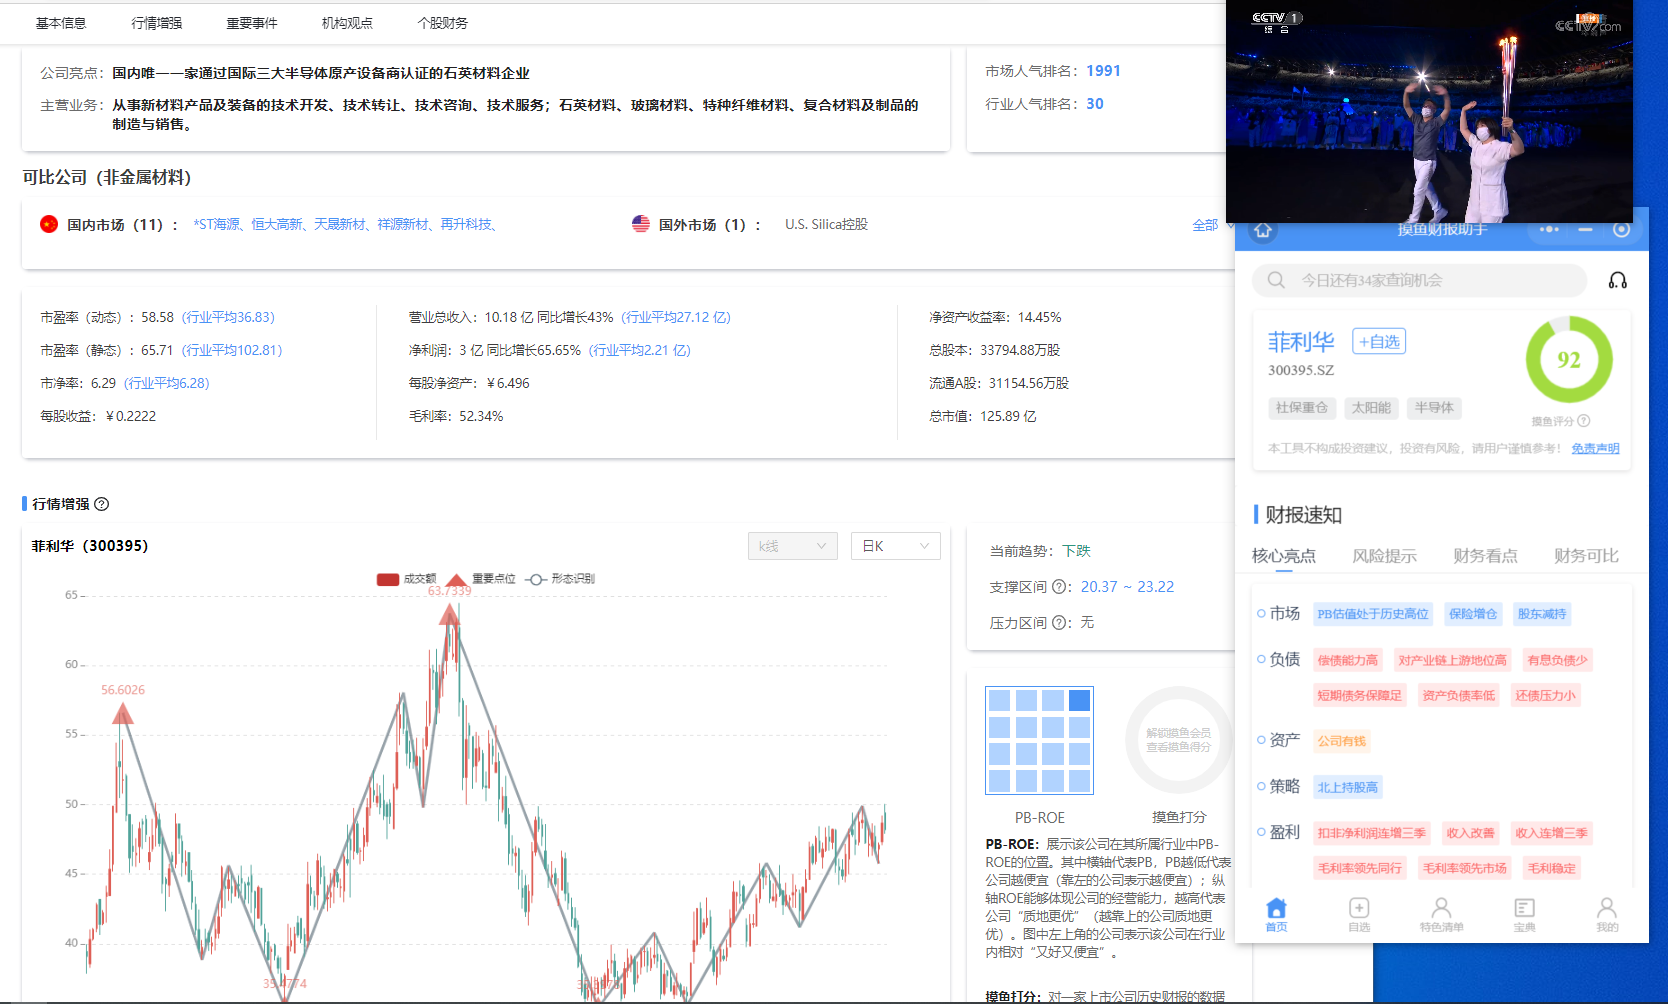 基本信息 行情增强 重要事件 机构观点 个股财务
公司亮点： 国内唯一一家通过国际三大半导体原产设备商认证的石英材料企业
主营业务： 从事新材料产品及装备的技术开发、技术转让、技术咨询、技术服务；石英材料、玻璃材料、特种纤维材料、复合材料及制品的
制造与销售。
市场人气排名： 1991
行业人气排名： 30
可比公司（非金属材料）
国内市场（11）： *ST海源、恒大高新、天晟新材、祥源新材、再升科技、
国外市场（1）： U.S. Silica控股
全部
市盈率（动态）： 58.58 (行业平均36.83)
市盈率（静态）： 65.71 (行业平均102.81)
市净率： 6.29 (行业平均6.28)
每股收益： ￥0.2222
营业总收入： 10.18 亿 同比增长43% (行业平均27.12 亿)
净利润： 3 亿 同比增长65.65% (行业平均2.21 亿)
每股净资产： ￥6.496
毛利率： 52.34%
净资产收益率： 14.45%
总股本： 33794.88万股
流通A股： 31154.56万股
总市值： 125.89 亿
行情增强 ?
菲利华（300395）
k线 日K
成交额 重要点位 形态识别
63.7339
56.6026
65
60
55
50
45
40
当前趋势： 下跌
支撑区间 ?： 20.37 ~ 23.22
压力区间 ?： 无
解锁摸鱼会员
查看摸鱼得分
PB-ROE 摸鱼打分
PB-ROE： 展示该公司在其所属行业中PB-
ROE的位置。其中横轴代表PB，PB越低代表
公司越便宜（靠左的公司表示越便宜）；纵
轴ROE能够体现公司的经营能力，越高代表
公司“质地更优”（越靠上的公司质地更
优）。图中左上角的公司表示该公司在行业
内相对“又好又便宜”。
摸鱼打分： 对一家上市公司历史财报的数据
CCTV 1
综合
CCTV.com
摸鱼财报助手
今日还有34家查询机会
菲利华 +自选
300395.SZ
社保重仓 太阳能 半导体
92
摸鱼评分 ?
本工具不构成投资建议，投资有风险，请用户谨慎参考！ 免责声明
财报速知
核心亮点 风险提示 财务看点 财务可比
市场 PB估值处于历史高位 保险增仓 股东减持
负债 偿债能力高 对产业链上游地位高 有息负债少
短期债务保障足 资产负债率低 还债压力小
资产 公司有钱
策略 北上持股高
盈利 扣非净利润连增三季 收入改善 收入连增三季
毛利率领先同行 毛利率领先市场 毛利稳定
首页 自选 特色清单 宝典 我的